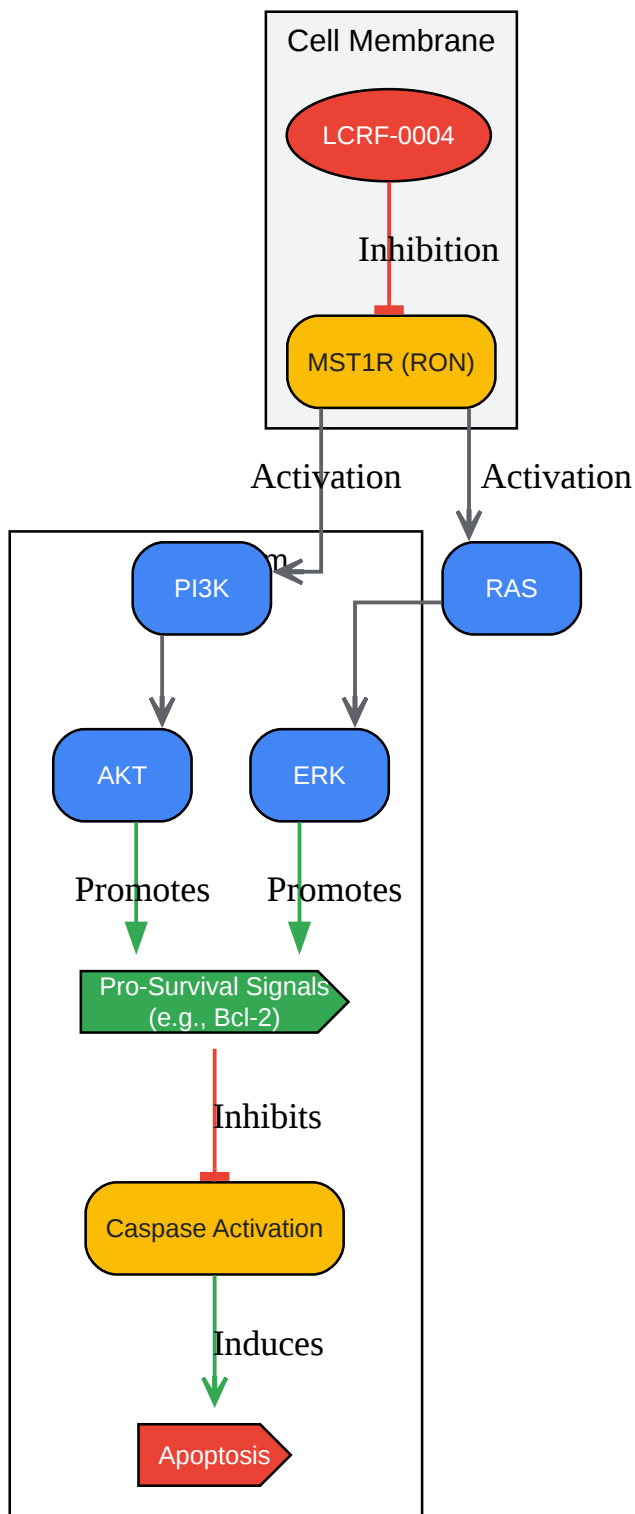 Cell Membrane
LCRF-0004
Inhibition
MST1R (RON)
Activation
Activation
PI3K
RAS
AKT
ERK
Promotes
Promotes
Pro-Survival Signals
(e.g., Bcl-2)
Inhibits
Caspase Activation
Induces
Apoptosis